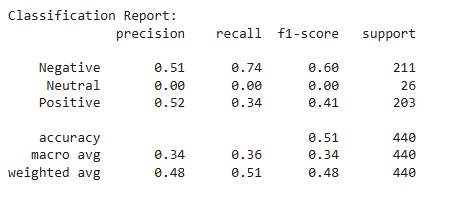 Classification Report:
precision recall f1-score support
Negative 0.51 0.74 0.60 211
Neutral 0.00 0.00 0.00 26
Positive 0.52 0.34 0.41 203
accuracy 0.51 440
macro avg 0.34 0.36 0.34 440
weighted avg 0.48 0.51 0.48 440